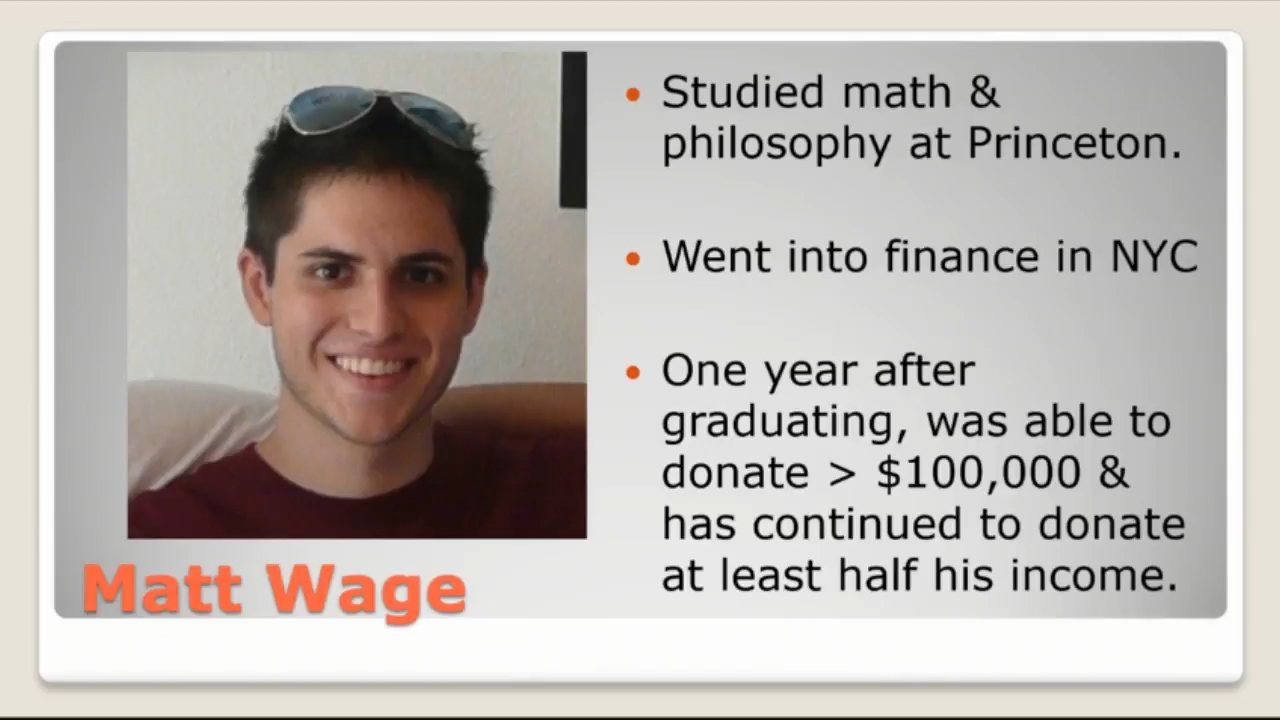 Studied math &
philosophy at Princeton.
Went into finance in NYC
One year after
graduating, was able to
donate > $100,000 &
has continued to donate
at least half his income.
Matt Wage